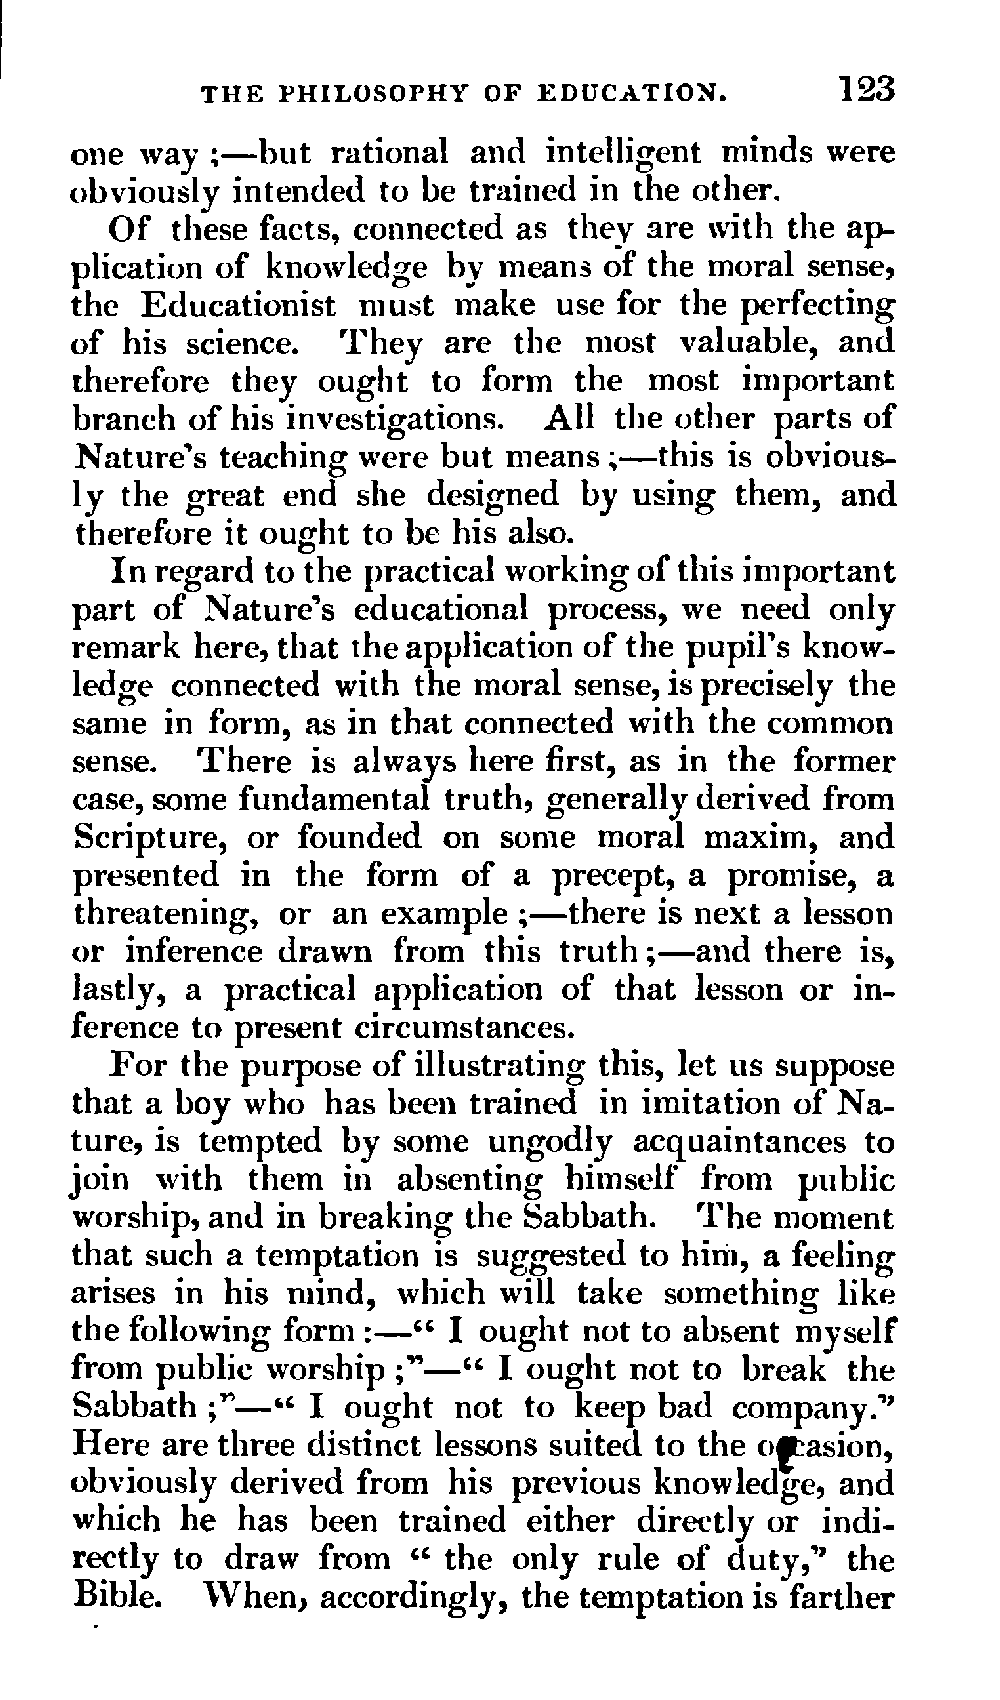 THE PHILOSOPHY OF EDUCATION. 123
one way ;—but rational and intelligent minds were
obviously intended to be trained in the other.
Of these facts, connected as they are with the ap-
plication of knowledge by means of the moral sense,
the Educationist must make use for the perfecting
of his science. They are the most valuable, and
therefore they ought to form the most important
branch of his investigations. All the other parts of
Nature's teaching were but means ;—this is obvious-
ly the great end she designed by using them, and
therefore it ought to be his also.
In regard to the practical working of this important
part of Nature's educational process, we need only
remark here, that the application of the pupil's know-
ledge connected with the moral sense, is precisely the
same in form, as in that connected with the common
sense. There is always here first, as in the former
case, some fundamental truth, generally derived from
Scripture, or founded on some moral maxim, and
presented in the form of a precept, a promise, a
threatening, or an example ;—there is next a lesson
or inference drawn from this truth ;—and there is,
lastly, a practical application of that lesson or in-
ference to present circumstances.
For the purpose of illustrating this, let us suppose
that a boy who has been trained in imitation of Na-
ture, is tempted by some ungodly acquaintances to
join with them in absenting himself from public
worship, and in breaking the Sabbath. The moment
that such a temptation is suggested to him, a feeling
arises in his mind, which will take something like
the following form :—“ I ought not to absent myself
from public worship ;”—“ I ought not to break the
Sabbath ;”—“ I ought not to keep bad company.”
Here are three distinct lessons suited to the occasion,
obviously derived from his previous knowledge, and
which he has been trained either directly or indi-
rectly to draw from “ the only rule of duty,” the
Bible. When, accordingly, the temptation is farther